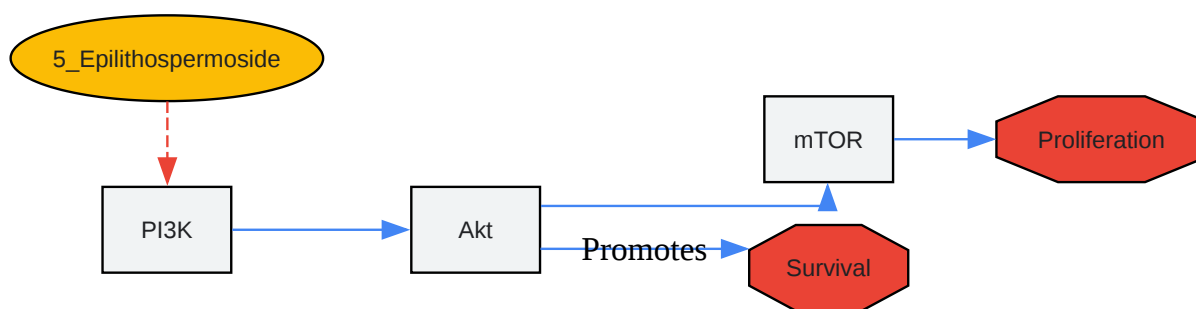 5_Epilithospermoside
mTOR
Proliferation
PI3K
Akt
Promotes
Survival